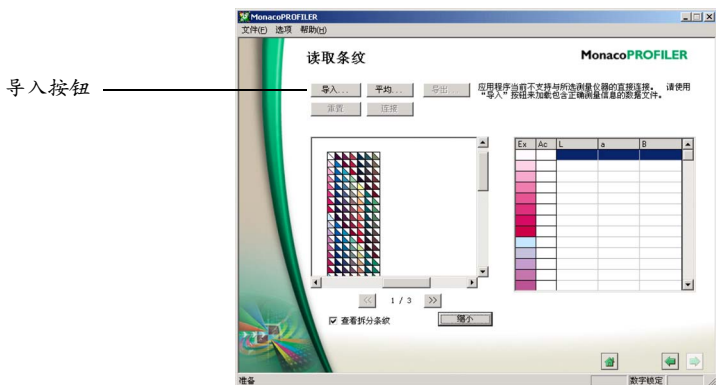 MonacoPROFILER
文件(F) 选项 帮助(H)
读取条纹
MonacoPROFILER
导入按钮
导入... 平均... 导出...
应用程序当前不支持与所选测量仪器的直接连接。 请使用
“导入”按钮来加载包含正确测量信息的数据文件。
重置 连接
Ex Ac L a B
<< 1 / 3 >>
查看拆分条纹
缩小
准备
数字锁定